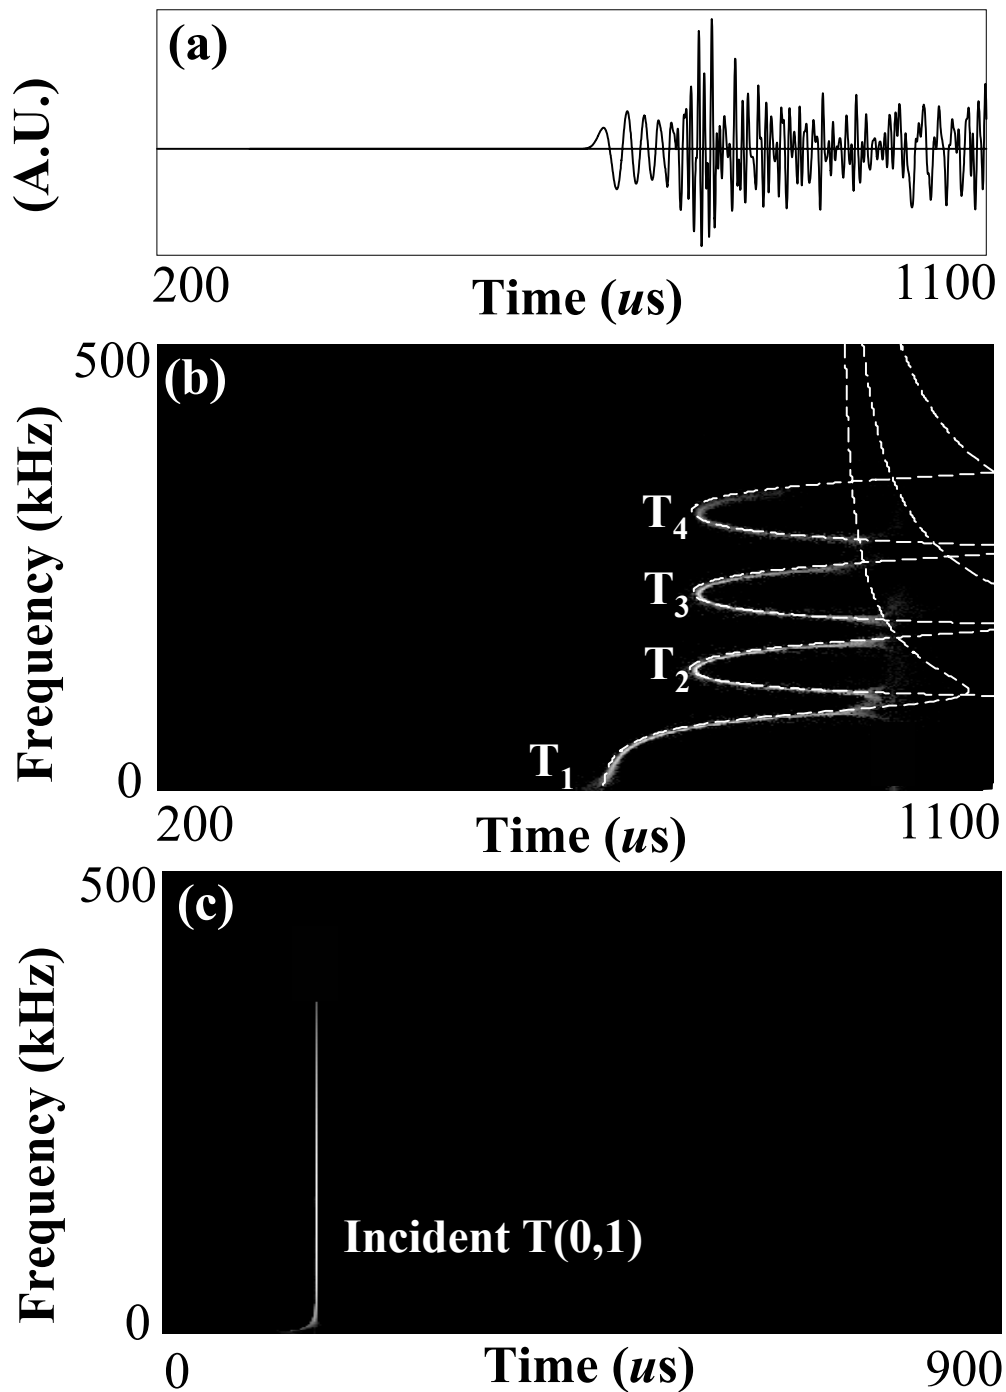 (a)
(A.U.)
200
1100
Time (us)
500
(b)
Frequency (kHz)
T4
T3
T2
T1
0
200
1100
Time (us)
500
(c)
Frequency (kHz)
Incident T(0,1)
0
0
900
Time (us)